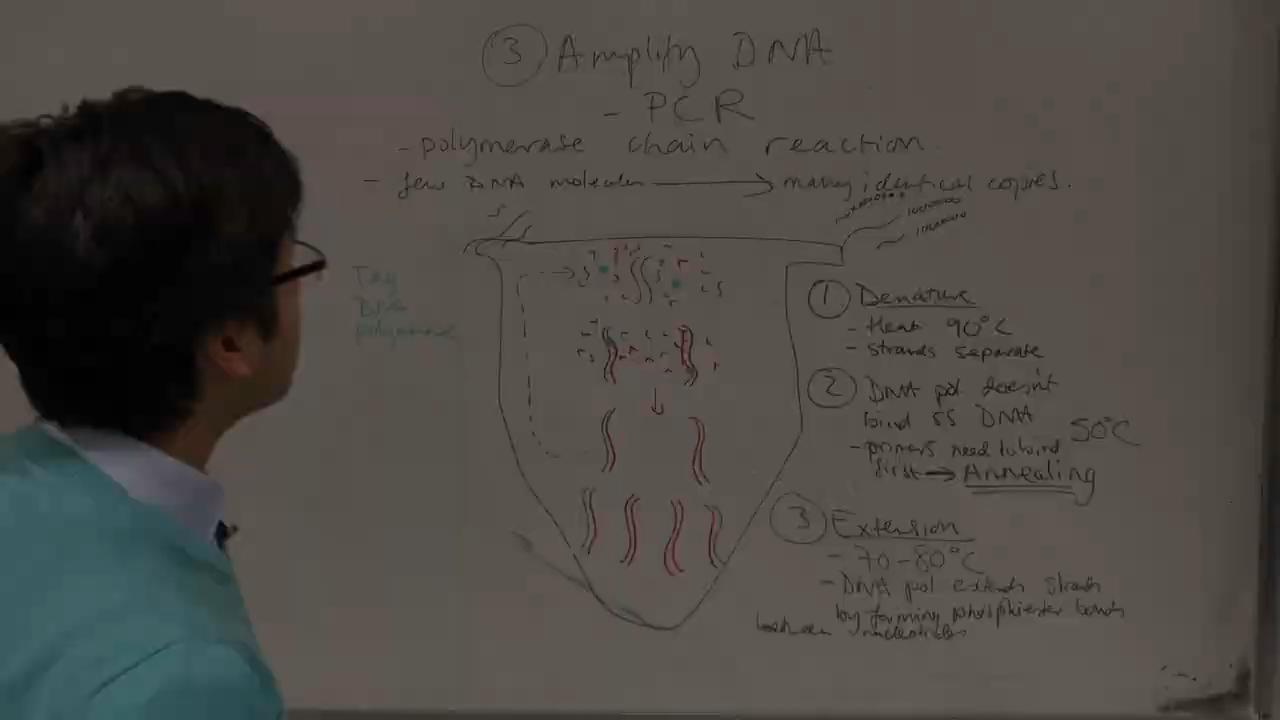 ③ Amplify DNA
- PCR
- polymerase chain reaction.
- few DNA molecules → many identical copies.
Taq
DNA
polymerase
① Denature
- Heat 90°C
- strands separate
② DNA pol doesn't
bind SS DNA
50°C
- primers need to bind
first → Annealing
③ Extension
- 70-80°C
- DNA pol extends strands
by forming phosphiester bonds
between nucleotides